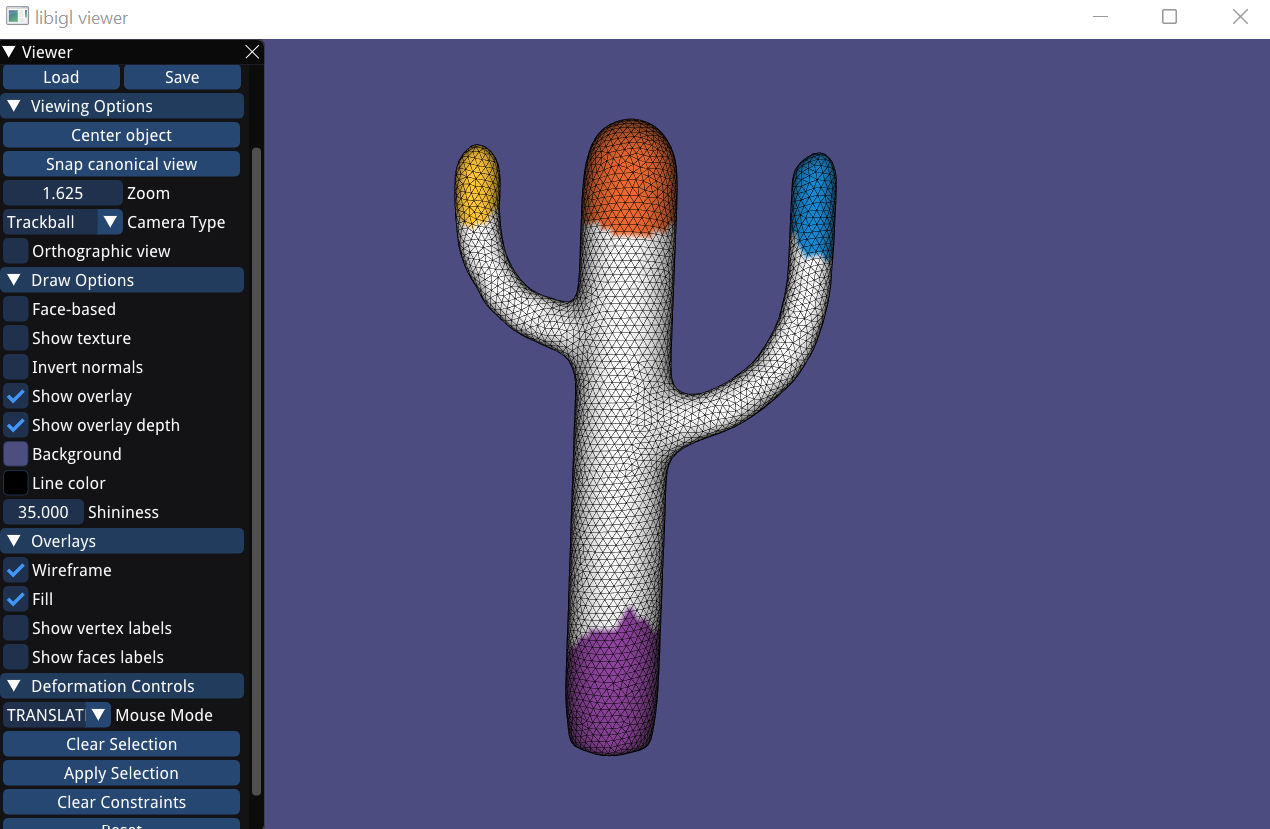 libigl viewer
Viewer
Load Save
Viewing Options
Center object
Snap canonical view
1.625 Zoom
Trackball Camera Type
Orthographic view
Draw Options
Face-based
Show texture
Invert normals
Show overlay
Show overlay depth
Background
Line color
35.000 Shininess
Overlays
Wireframe
Fill
Show vertex labels
Show faces labels
Deformation Controls
TRANSLAT Mouse Mode
Clear Selection
Apply Selection
Clear Constraints
Reset